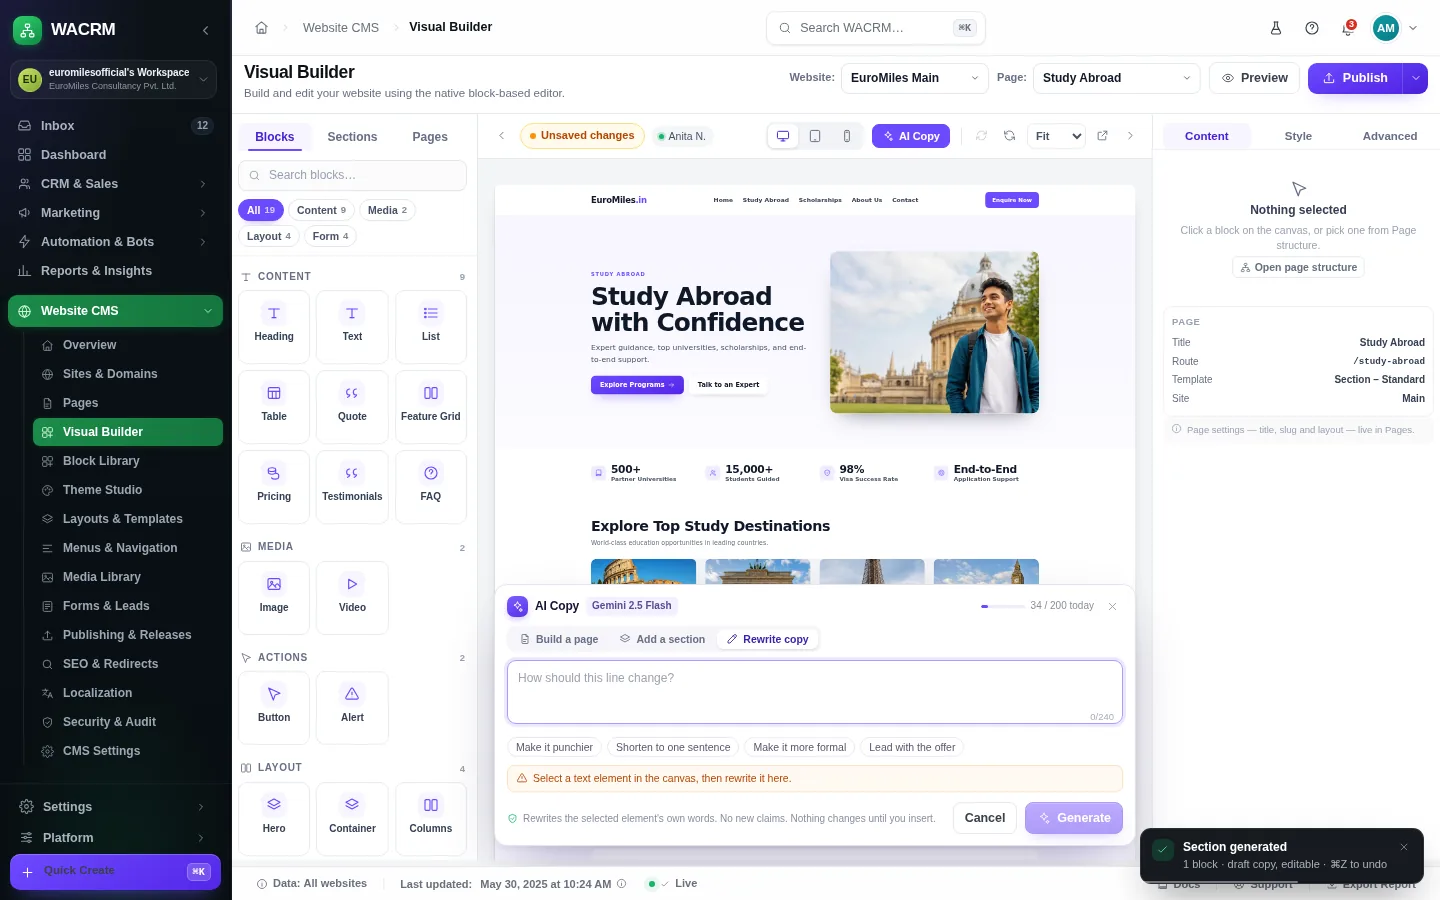 WACRM
Website CMS
Visual Builder
Search WACRM…
⌘K
3
AM
EU
euromilesofficial's Workspace
EuroMiles Consultancy Pvt. Ltd.
Visual Builder
Build and edit your website using the native block-based editor.
Website:
EuroMiles Main
Page:
Study Abroad
Preview
Publish
Inbox
12
Dashboard
CRM & Sales
Marketing
Automation & Bots
Reports & Insights
Website CMS
Overview
Sites & Domains
Pages
Visual Builder
Block Library
Theme Studio
Layouts & Templates
Menus & Navigation
Media Library
Forms & Leads
Publishing & Releases
SEO & Redirects
Localization
Security & Audit
CMS Settings
Settings
Platform
Quick Create
⌘K
Blocks
Sections
Pages
Search blocks…
All 19
Content 9
Media 2
Layout 4
Form 4
CONTENT
9
Heading
Text
List
Table
Quote
Feature Grid
Pricing
Testimonials
FAQ
MEDIA
2
Image
Video
ACTIONS
2
Button
Alert
LAYOUT
4
Hero
Container
Columns
Unsaved changes
Anita N.
AI Copy
Fit
EuroMiles.in
Home
Study Abroad
Scholarships
About Us
Contact
Enquire Now
STUDY ABROAD
Study Abroad
with Confidence
Expert guidance, top universities, scholarships, and end-
to-end support.
Explore Programs →
Talk to an Expert
500+
Partner Universities
15,000+
Students Guided
98%
Visa Success Rate
End-to-End
Application Support
Explore Top Study Destinations
World-class education opportunities in leading countries.
AI Copy
Gemini 2.5 Flash
34 / 200 today
Build a page
Add a section
Rewrite copy
How should this line change?
0/240
Make it punchier
Shorten to one sentence
Make it more formal
Lead with the offer
Select a text element in the canvas, then rewrite it here.
Rewrites the selected element's own words. No new claims. Nothing changes until you insert.
Cancel
Generate
Content
Style
Advanced
Nothing selected
Click a block on the canvas, or pick one from Page
structure.
Open page structure
PAGE
Title
Study Abroad
Route
/study-abroad
Template
Section – Standard
Site
Main
Page settings — title, slug and layout — live in Pages.
Section generated
1 block · draft copy, editable · ⌘Z to undo
Data: All websites
Last updated: May 30, 2025 at 10:24 AM
Live
Docs
Support
Export Report